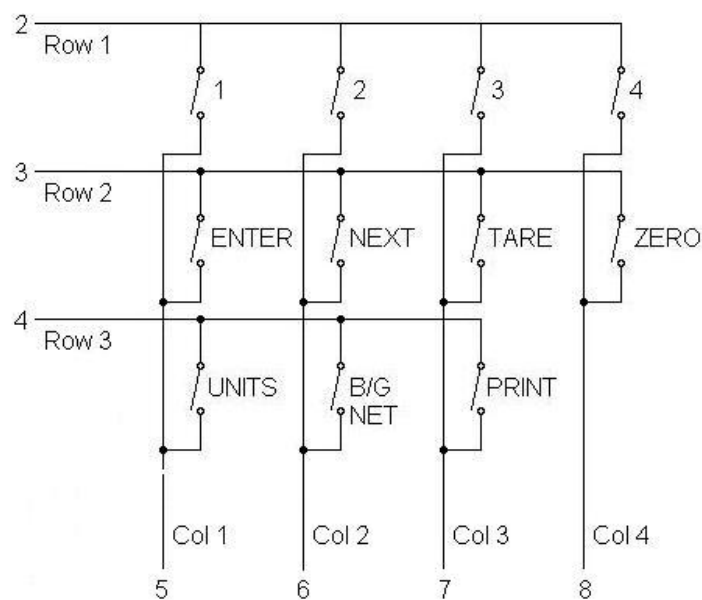 2
Row 1
1 2 3 4
3
Row 2
ENTER NEXT TARE ZERO
4
Row 3
UNITS B/G PRINT
NET
Col 1 Col 2 Col 3 Col 4
5 6 7 8